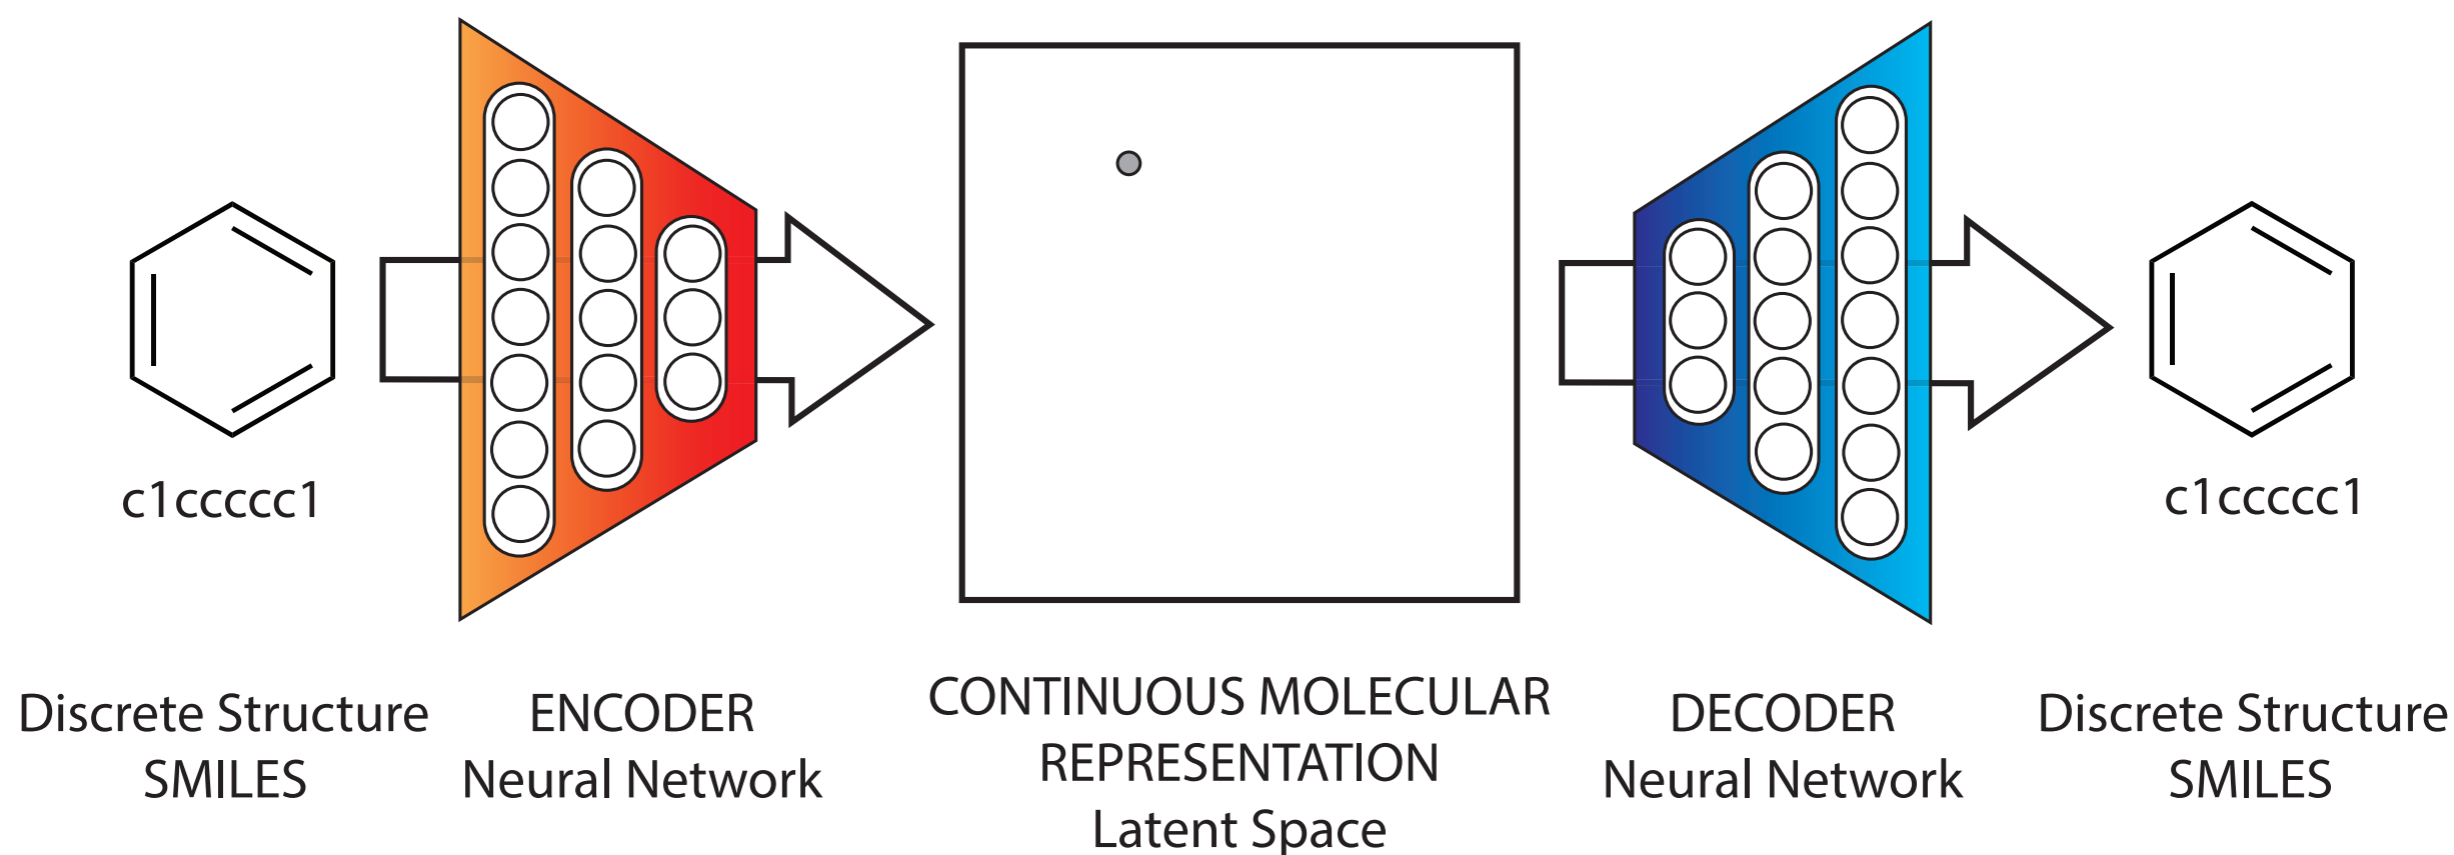 c1ccccc1
c1ccccc1
Discrete Structure
SMILES
ENCODER
Neural Network
CONTINUOUS MOLECULAR
REPRESENTATION
Latent Space
DECODER
Neural Network
Discrete Structure
SMILES